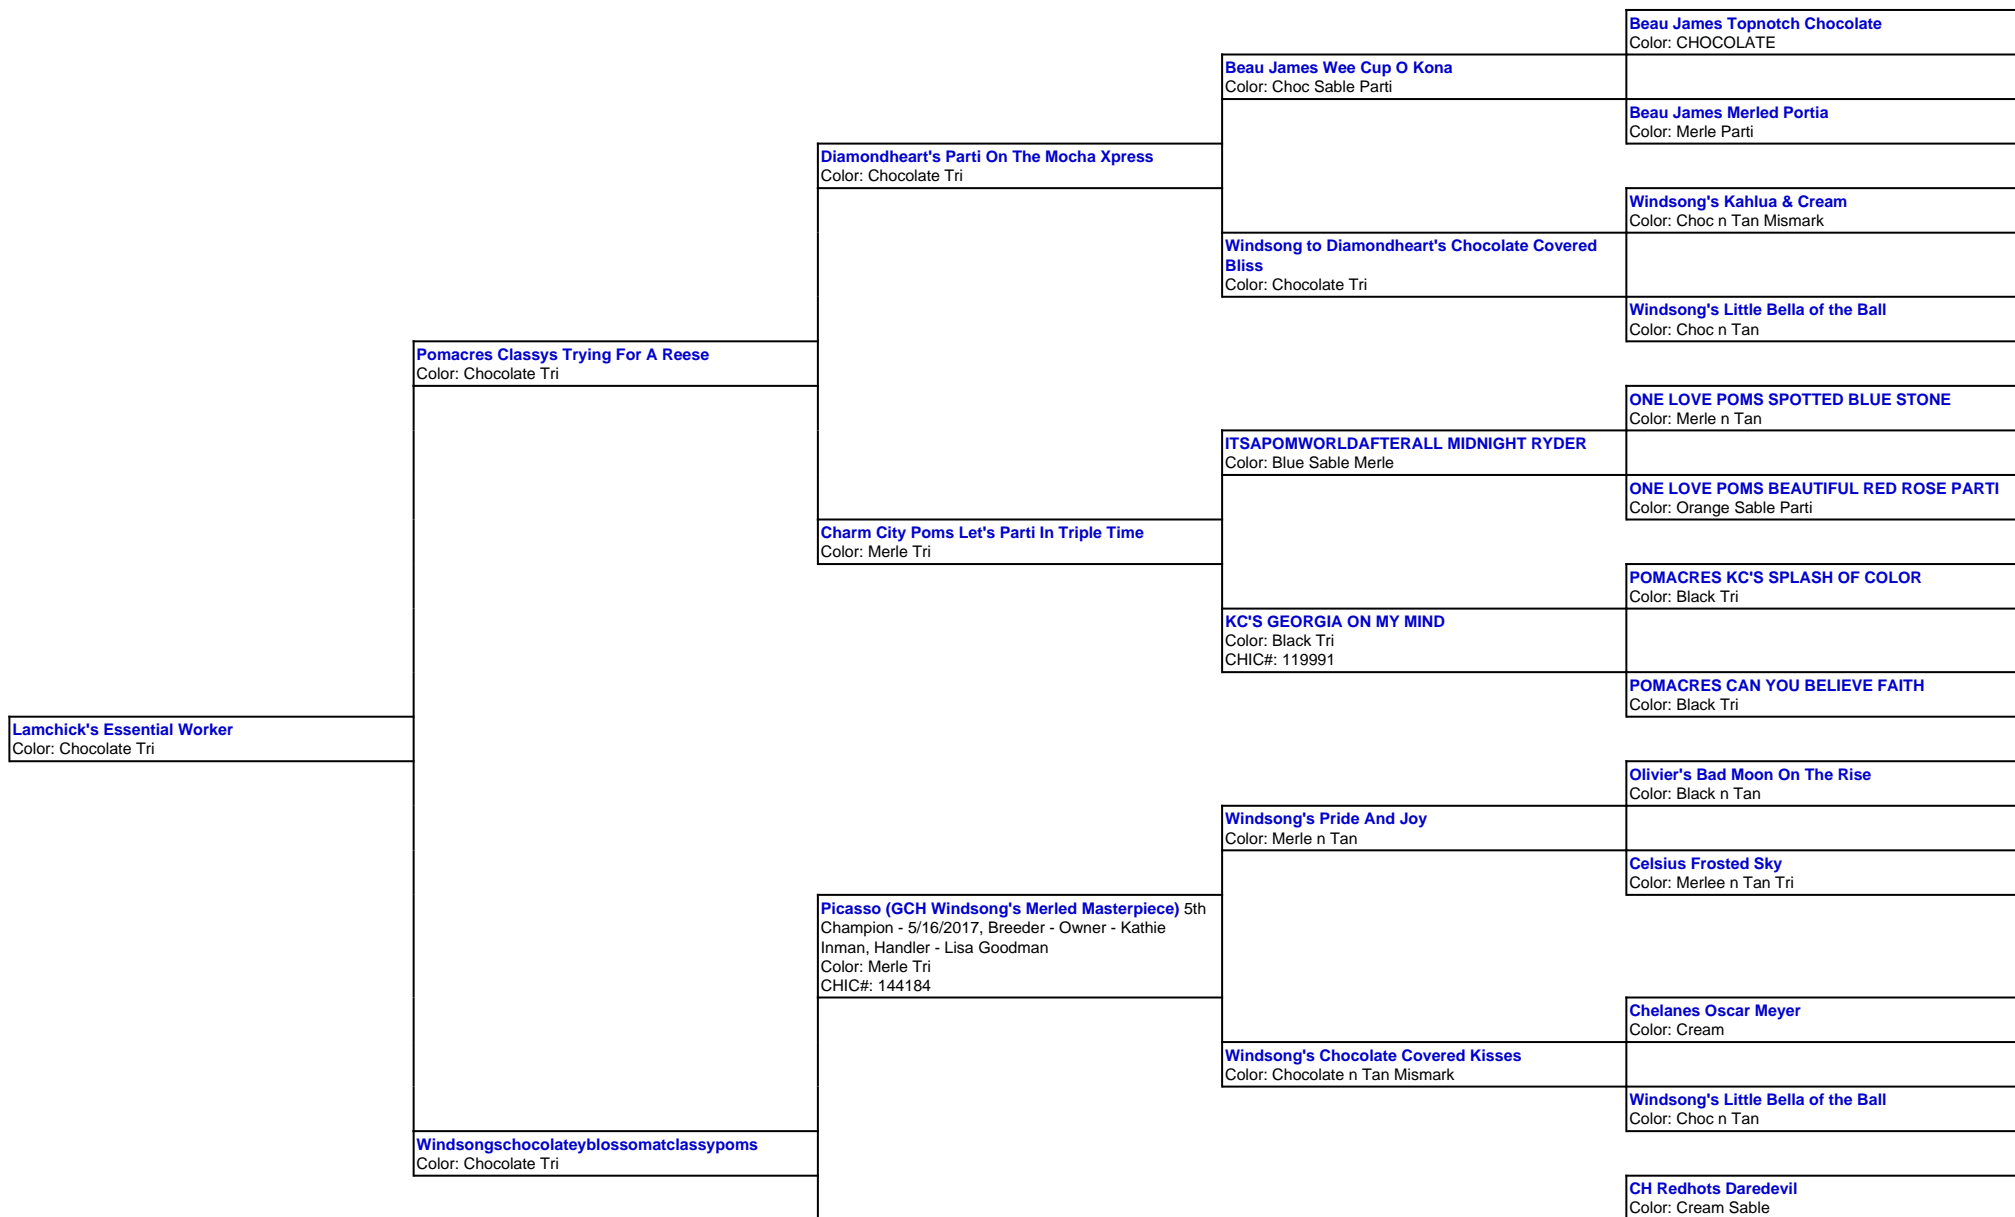 Beau James Topnotch Chocolate
Color: CHOCOLATE
Beau James Wee Cup O Kona
Color: Choc Sable Parti
Beau James Merled Portia
Color: Merle Parti
Diamondheart's Parti On The Mocha Xpress
Color: Chocolate Tri
Windsong's Kahlua & Cream
Color: Choc n Tan Mismark
Windsong to Diamondheart's Chocolate Covered
Bliss
Color: Chocolate Tri
Windsong's Little Bella of the Ball
Color: Choc n Tan
Pomacres Classys Trying For A Reese
Color: Chocolate Tri
ONE LOVE POMS SPOTTED BLUE STONE
Color: Merle n Tan
ITSAPOMWORLDAFTERALL MIDNIGHT RYDER
Color: Blue Sable Merle
ONE LOVE POMS BEAUTIFUL RED ROSE PARTI
Color: Orange Sable Parti
Charm City Poms Let's Parti In Triple Time
Color: Merle Tri
POMACRES KC'S SPLASH OF COLOR
Color: Black Tri
KC'S GEORGIA ON MY MIND
Color: Black Tri
CHIC#: 119991
POMACRES CAN YOU BELIEVE FAITH
Color: Black Tri
Lamchick's Essential Worker
Color: Chocolate Tri
Olivier's Bad Moon On The Rise
Color: Black n Tan
Windsong's Pride And Joy
Color: Merle n Tan
Celsius Frosted Sky
Color: Merlee n Tan Tri
Picasso (GCH Windsong's Merled Masterpiece) 5th
Champion - 5/16/2017, Breeder - Owner - Kathie
Inman, Handler - Lisa Goodman
Color: Merle Tri
CHIC#: 144184
Chelanes Oscar Meyer
Color: Cream
Windsong's Chocolate Covered Kisses
Color: Chocolate n Tan Mismark
Windsong's Little Bella of the Ball
Color: Choc n Tan
Windsongschocolateyblossomatclassypoms
Color: Chocolate Tri
CH Redhots Daredevil
Color: Cream Sable